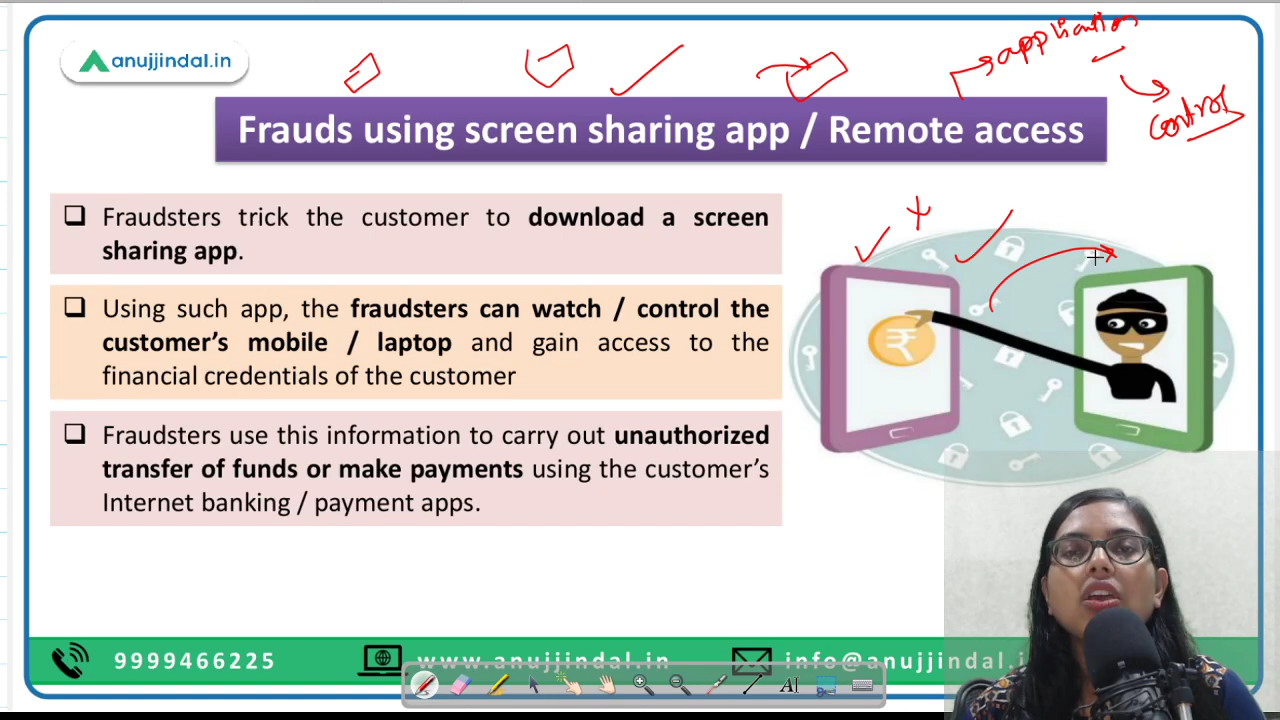 anujjindal.in
application
control
Frauds using screen sharing app / Remote access
Fraudsters trick the customer to download a screen
sharing app.
Using such app, the fraudsters can watch / control the
customer's mobile / laptop and gain access to the
financial credentials of the customer
Fraudsters use this information to carry out unauthorized
transfer of funds or make payments using the customer's
Internet banking / payment apps.
₹
9999466225
www.anujjindal.in
info@anujjindal.i
AI